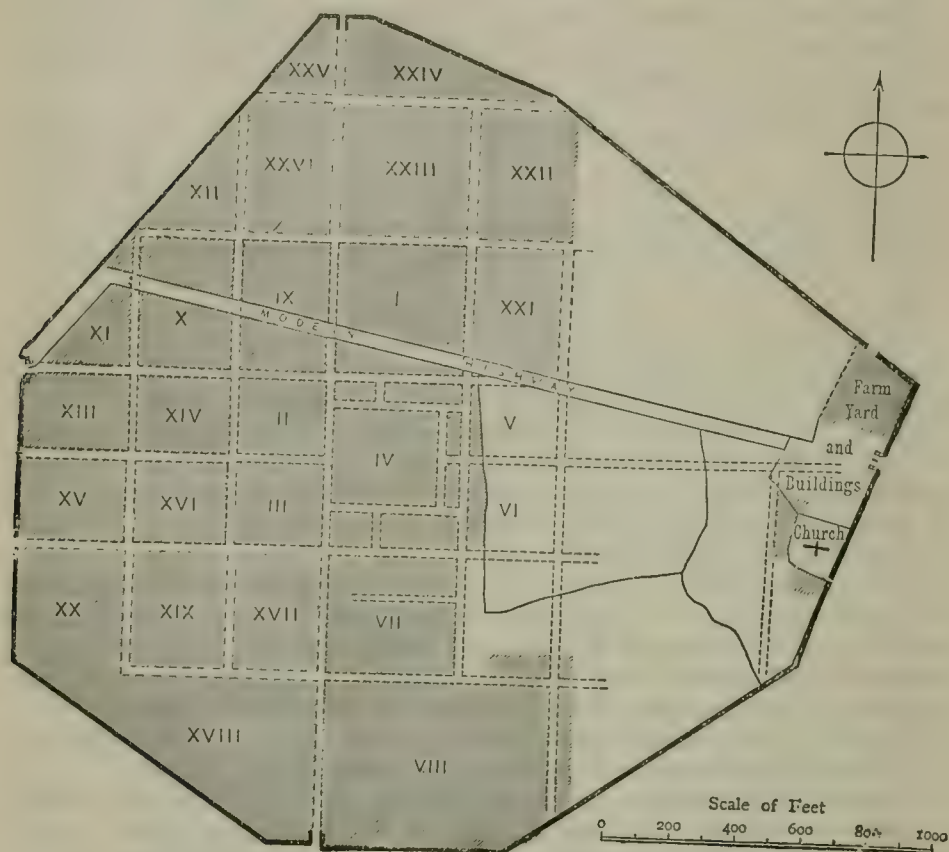 XXV XXIV
XXVI XXIII XXII
XII
IX I XXI
X
MODERN HIGHWAY
XI
XIII XIV II V
IV
XV XVI III VI
XX XIX XVII VII
XVIII VIII
Farm
Yard
and
Buildings
Church
Scale of Feet
0 200 400 600 800 1000